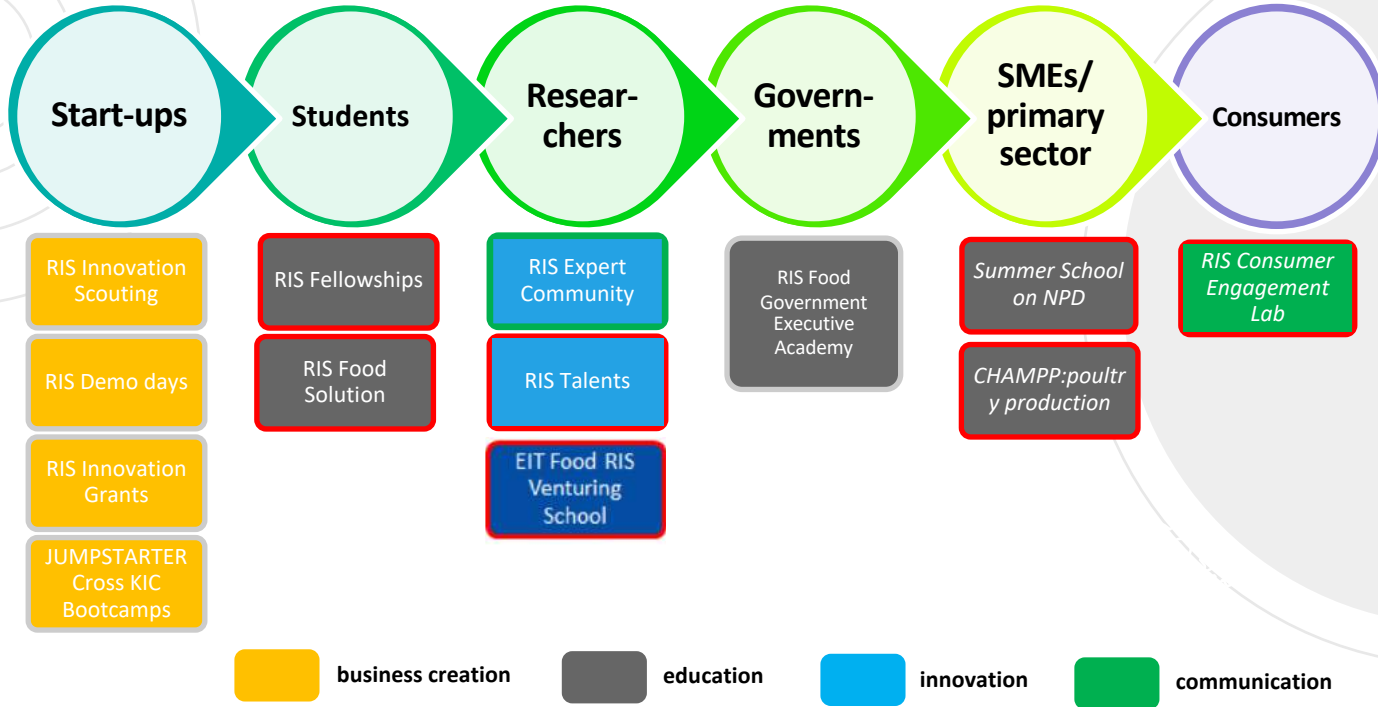 Start-ups
Students
Resear-
chers
Govern-
ments
SMEs/
primary
sector
Consumers
RIS Innovation
Scouting
RIS Demo days
RIS Innovation
Grants
JUMPSTARTER
Cross KIC
Bootcamps
RIS Fellowships
RIS Food
Solution
RIS Expert
Community
RIS Talents
EIT Food RIS
Venturing
School
RIS Food
Government
Executive
Academy
Summer School
on NPD
CHAMPP:poultr
y production
RIS Consumer
Engagement
Lab
business creation
education
innovation
communication